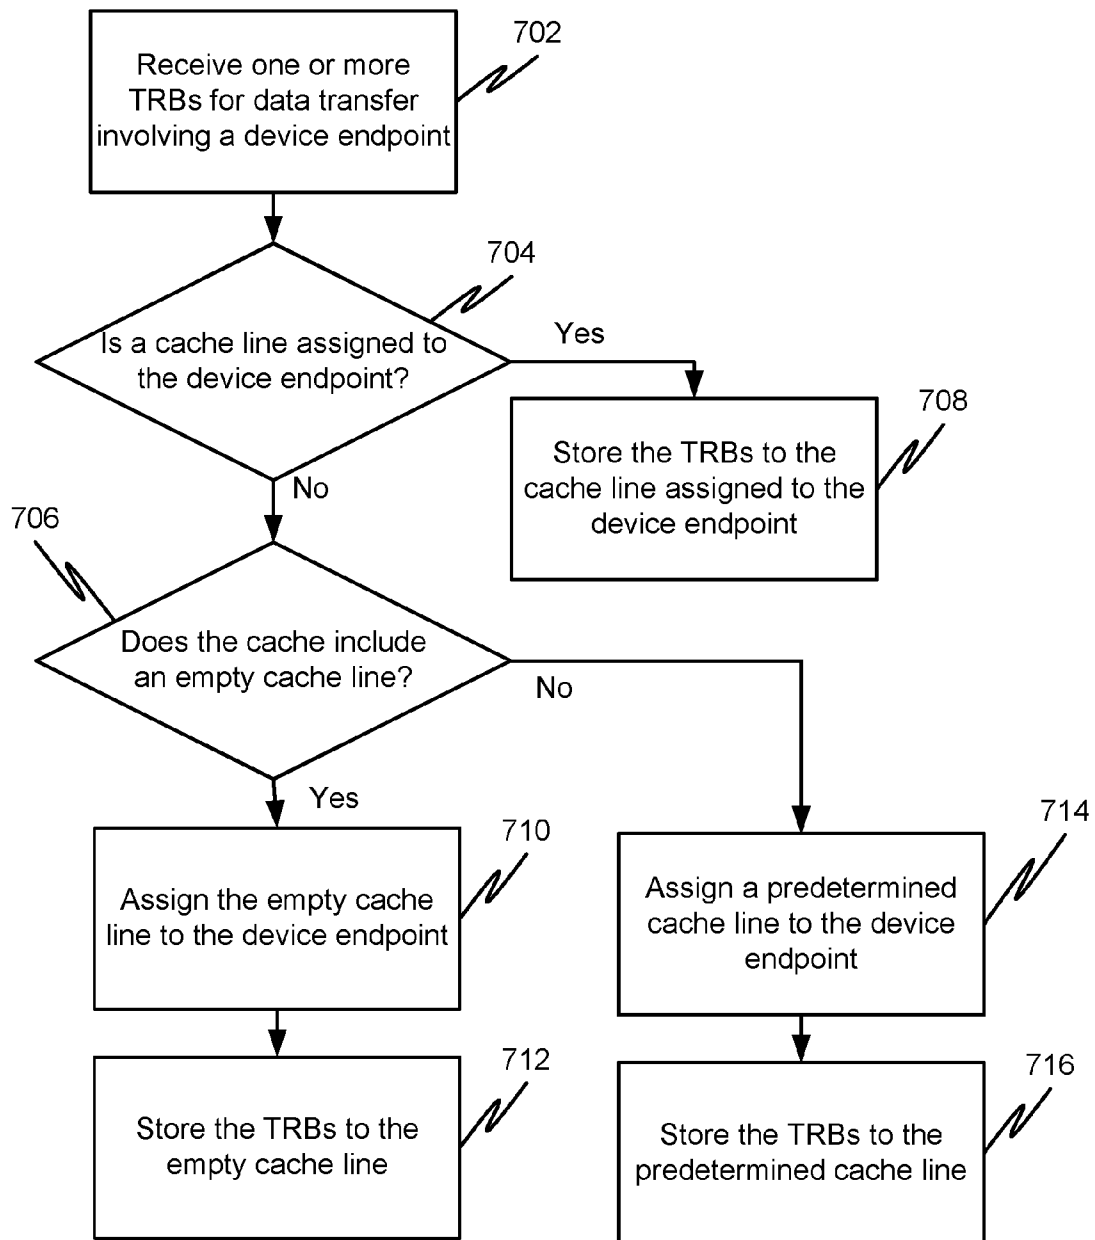 702
Receive one or more
TRBs for data transfer
involving a device endpoint
704
Is a cache line assigned to
the device endpoint?
Yes
708
Store the TRBs to the
cache line assigned to the
device endpoint
No
706
Does the cache include
an empty cache line?
No
Yes
710
Assign the empty cache
line to the device endpoint
714
Assign a predetermined
cache line to the device
endpoint
712
Store the TRBs to the
empty cache line
716
Store the TRBs to the
predetermined cache line